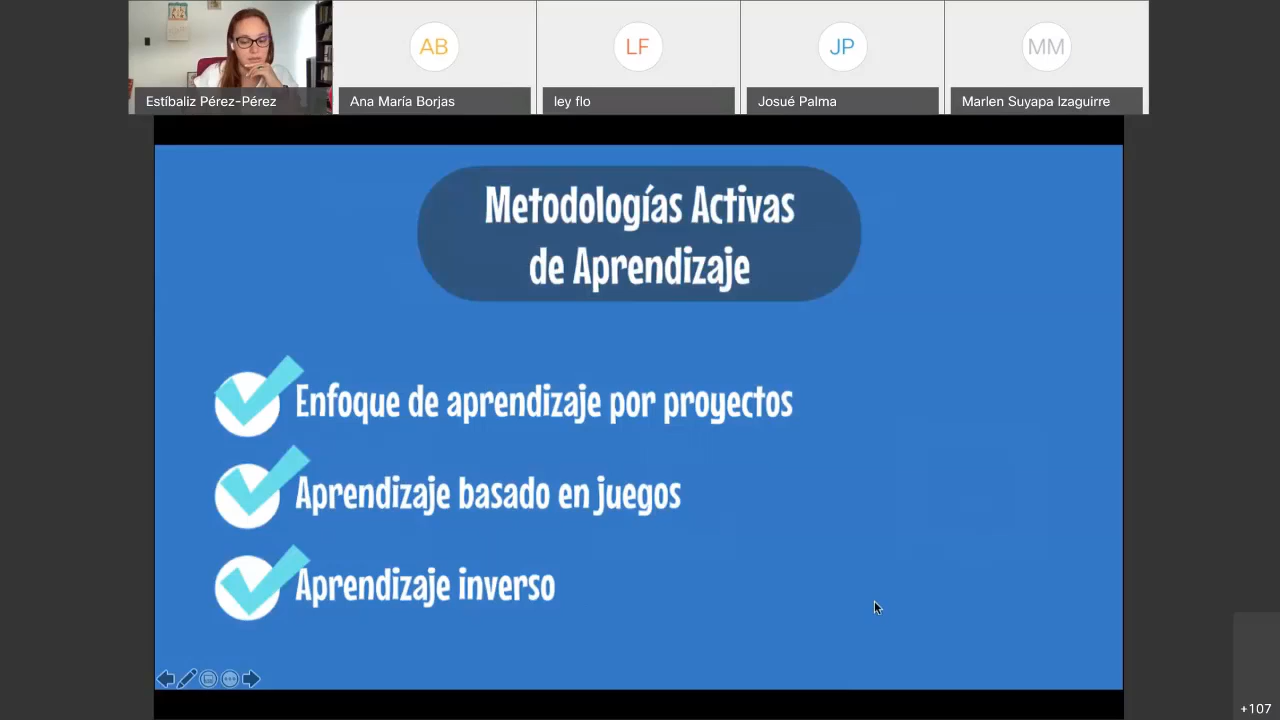 AB
LF
JP
MM
Estíbaliz Pérez-Pérez
Ana María Borjas
ley flo
Josué Palma
Marlen Suyapa Izaguirre
Metodologías Activas
de Aprendizaje
Enfoque de aprendizaje por proyectos
Aprendizaje basado en juegos
Aprendizaje inverso
+107